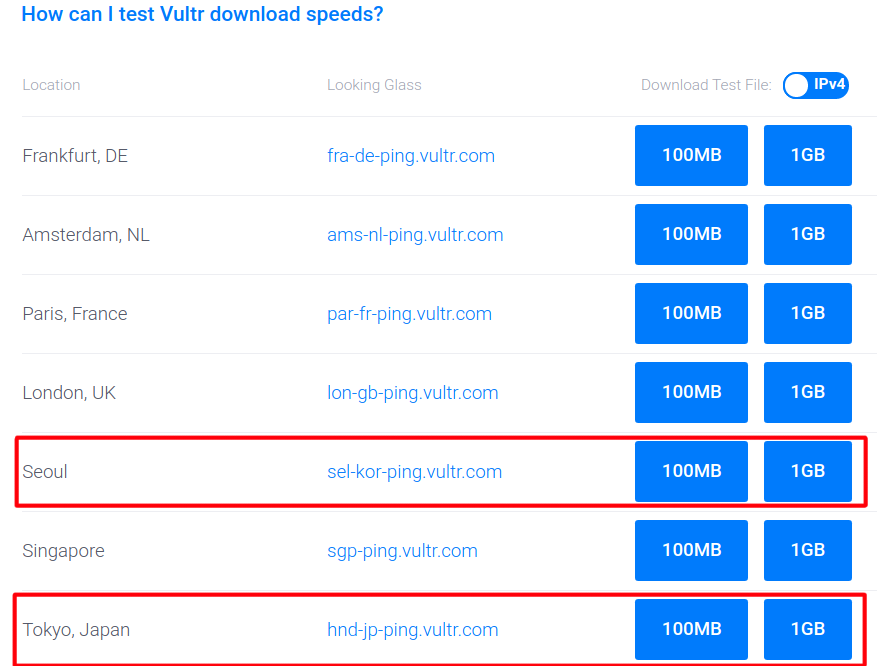 How can I test Vultr download speeds?
Location Looking Glass Download Test File: IPv4
Frankfurt, DE fra-de-ping.vultr.com 100MB 1GB
Amsterdam, NL ams-nl-ping.vultr.com 100MB 1GB
Paris, France par-fr-ping.vultr.com 100MB 1GB
London, UK lon-gb-ping.vultr.com 100MB 1GB
Seoul sel-kor-ping.vultr.com 100MB 1GB
Singapore sgp-ping.vultr.com 100MB 1GB
Tokyo, Japan hnd-jp-ping.vultr.com 100MB 1GB